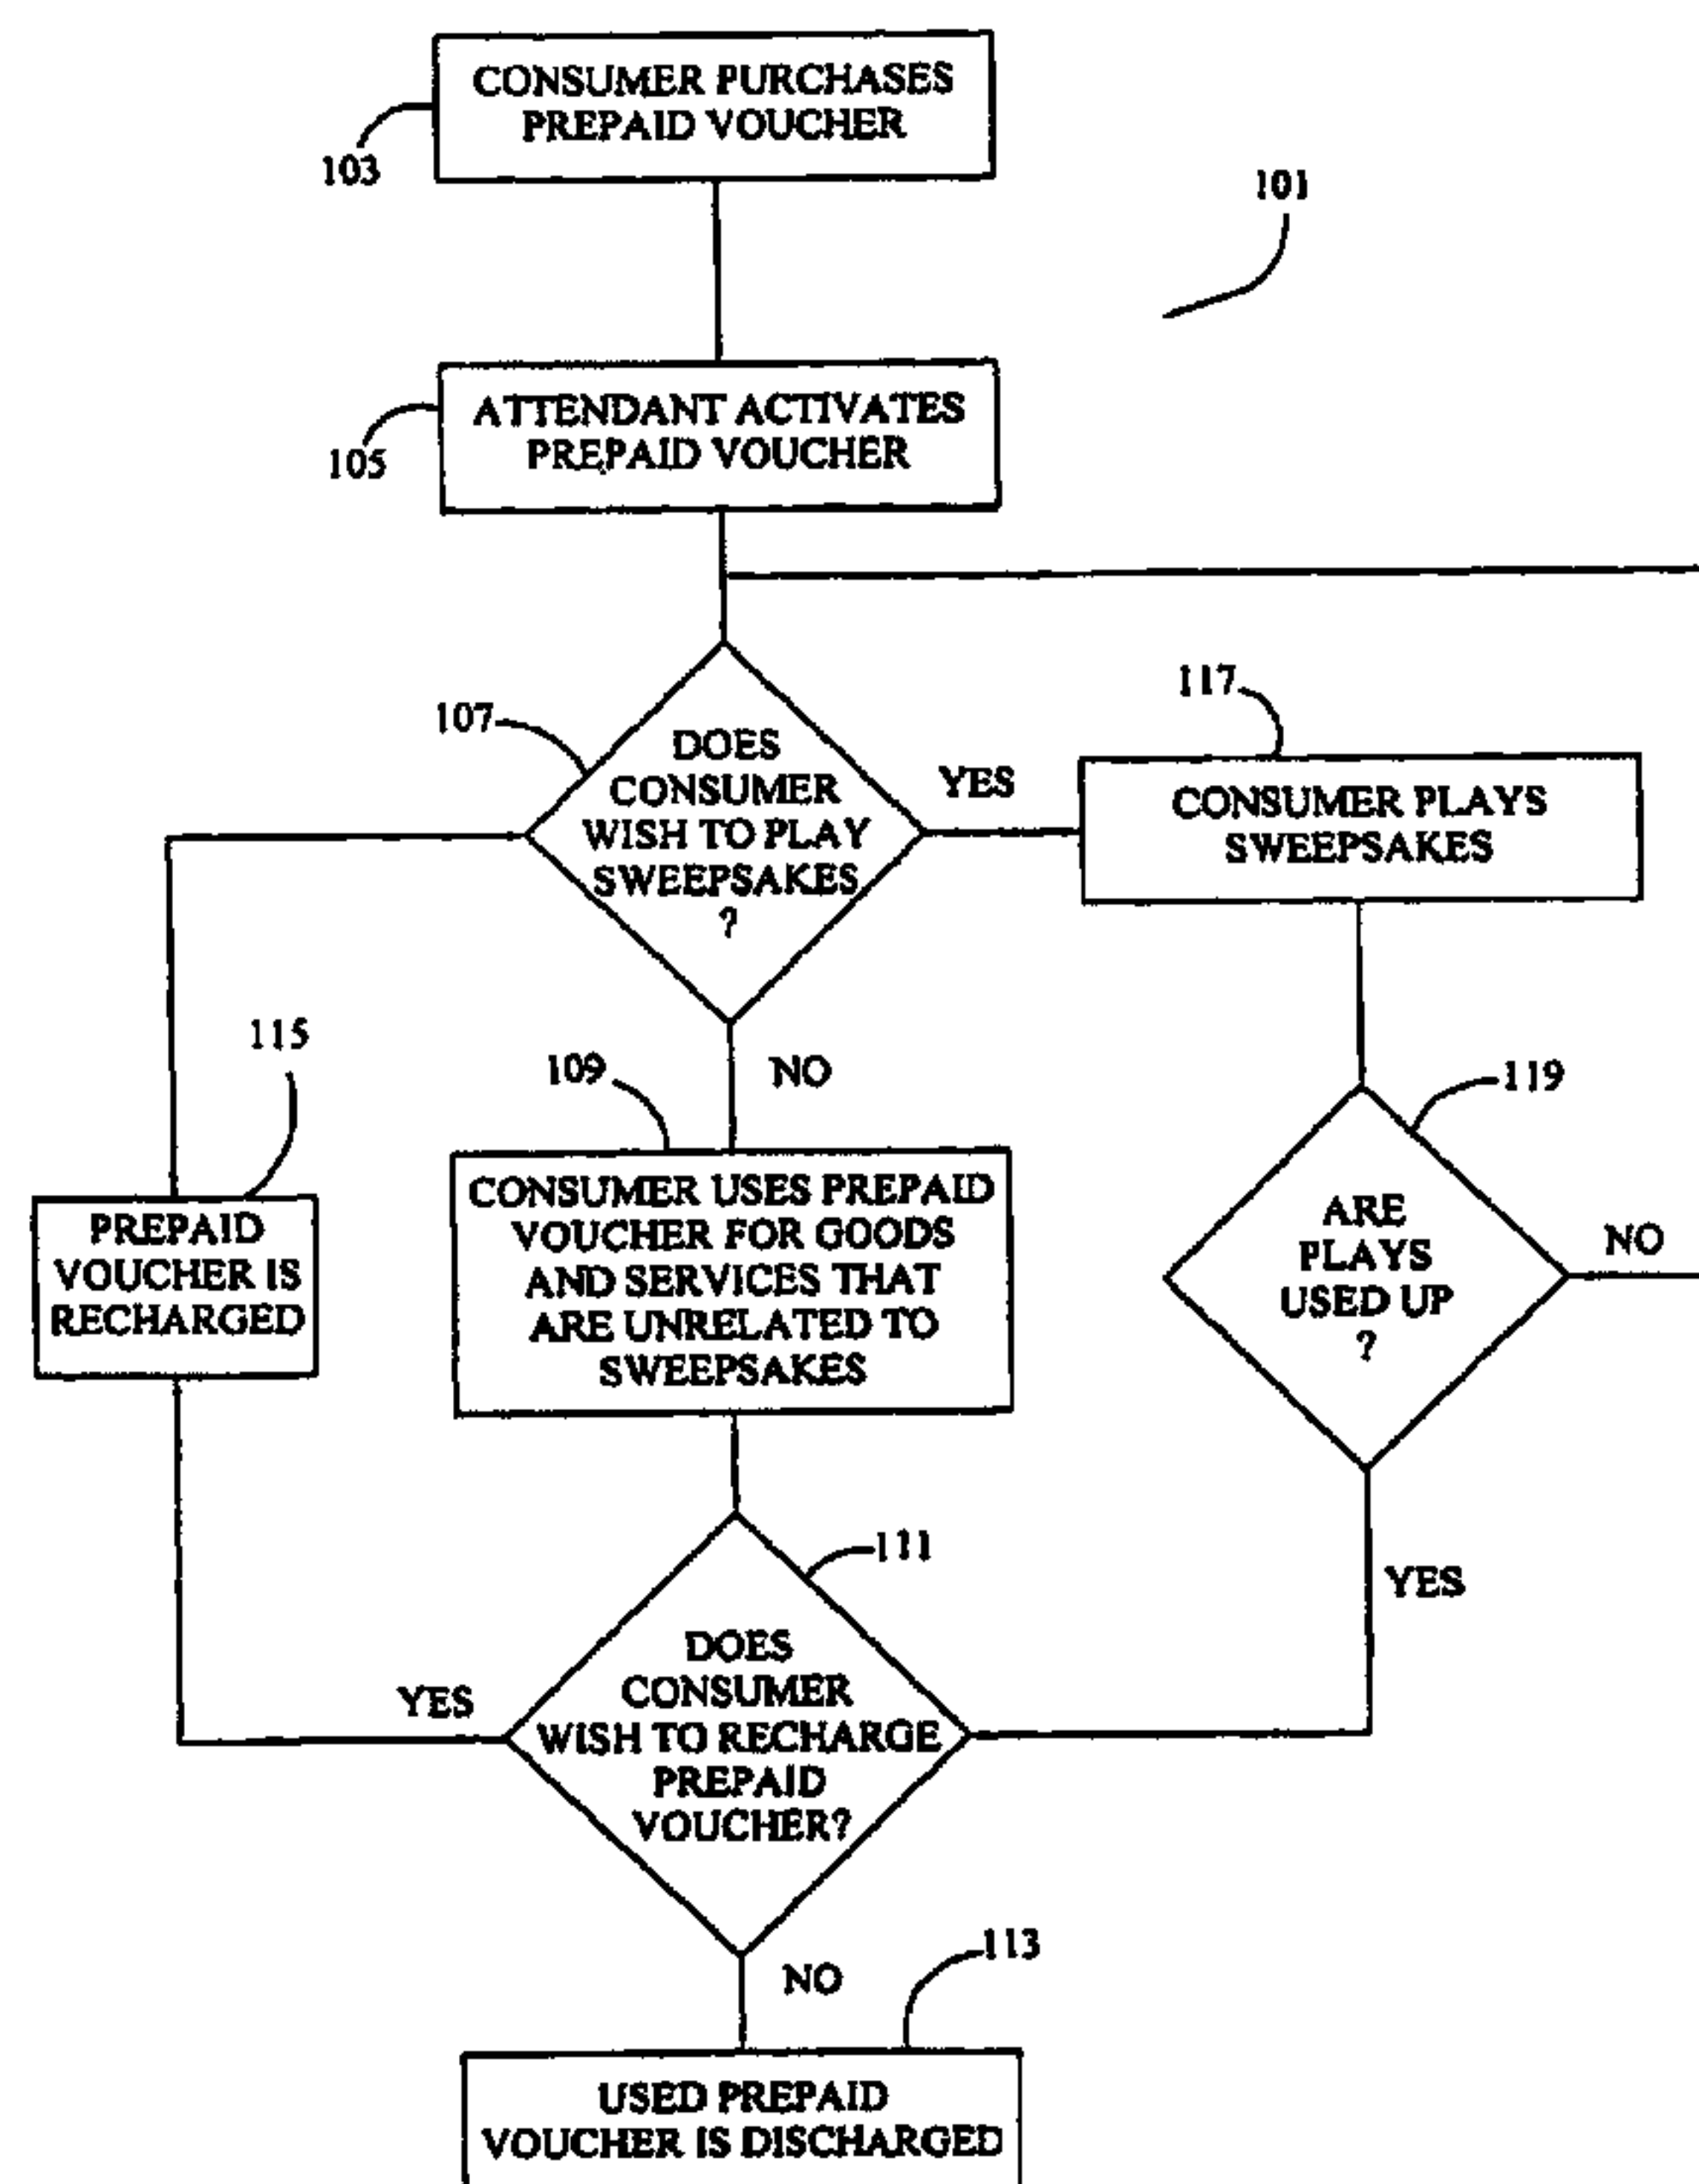 CONSUMER PURCHASES
PREPAID VOUCHER
103
101
ATTENDANT ACTIVATES
PREPAID VOUCHER
105
107
DOES
CONSUMER
WISH TO PLAY
SWEEPSAKES
?
YES
117
CONSUMER PLAYS
SWEEPSAKES
115
PREPAID
VOUCHER IS
RECHARGED
109
NO
CONSUMER USES PREPAID
VOUCHER FOR GOODS
AND SERVICES THAT
ARE UNRELATED TO
SWEEPSAKES
119
ARE
PLAYS
USED UP
?
NO
YES
111
DOES
CONSUMER
WISH TO RECHARGE
PREPAID
VOUCHER?
YES
NO
113
USED PREPAID
VOUCHER IS DISCHARGED